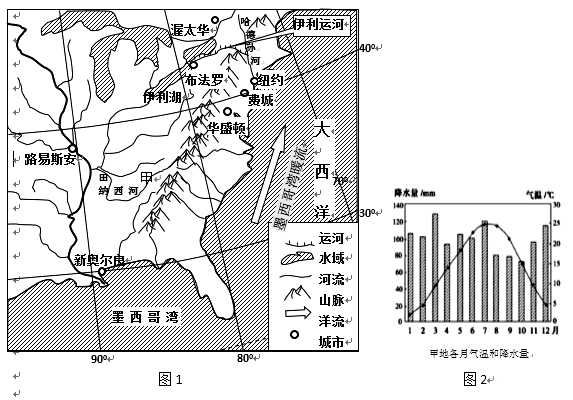 渥太华
哈德孙河
伊利运河
40°
布法罗
纽约
伊利湖
费城
华盛顿
大西洋
路易斯安
70°
田纳西河
甲
墨西哥湾暖流
30°
新奥尔良
墨西哥湾
运河
水域
河流
山脉
洋流
城市
90°
80°
图1
降水量/mm
气温/℃
140
120
100
80
60
40
20
0
30
25
20
15
10
5
0
1 2 3 4 5 6 7 8 9 10 11 12 月
甲地各月气温和降水量
图2